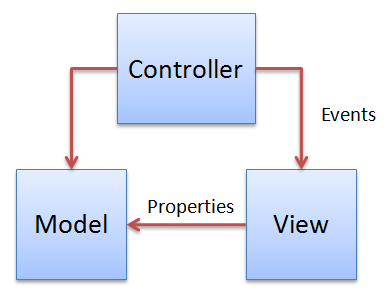 Controller
Events
Properties
Model
View